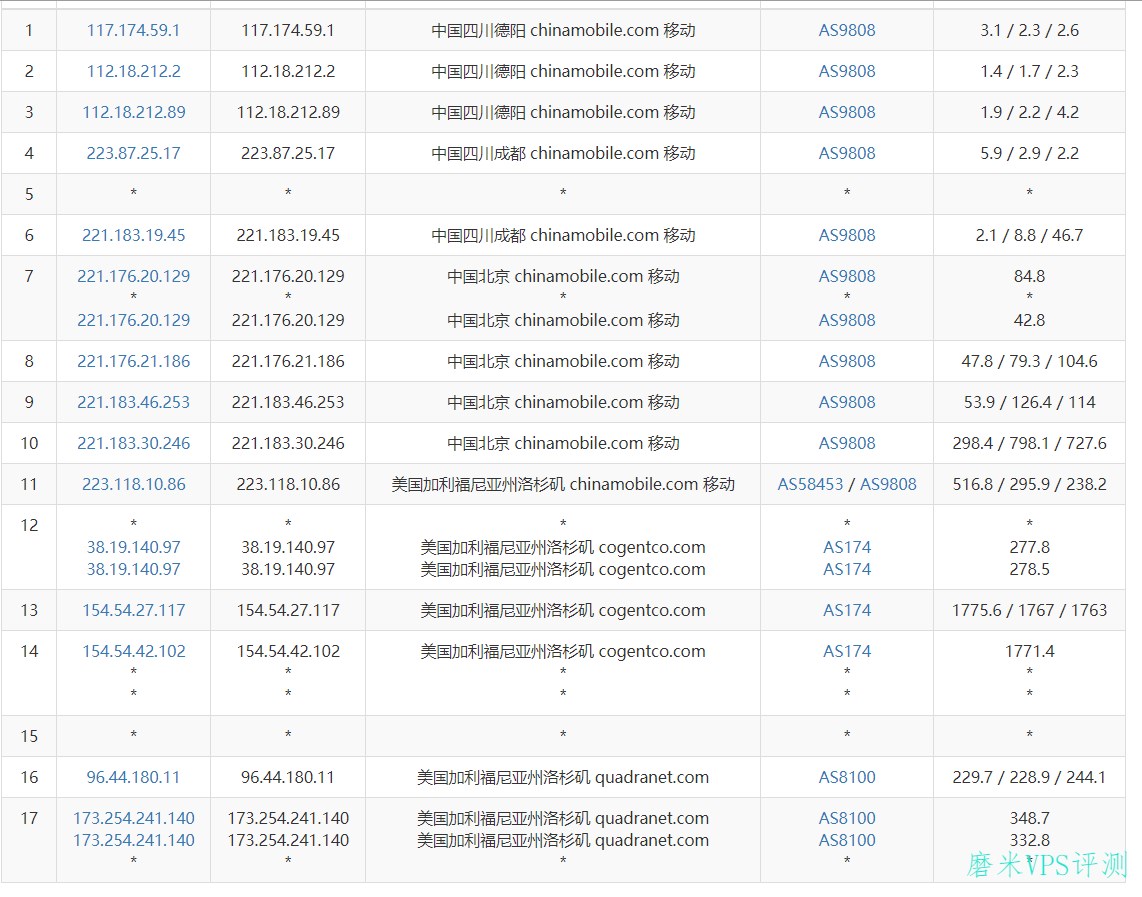 1 117.174.59.1 117.174.59.1 中国四川德阳 chinamobile.com 移动 AS9808 3.1 / 2.3 / 2.6
2 112.18.212.2 112.18.212.2 中国四川德阳 chinamobile.com 移动 AS9808 1.4 / 1.7 / 2.3
3 112.18.212.89 112.18.212.89 中国四川德阳 chinamobile.com 移动 AS9808 1.9 / 2.2 / 4.2
4 223.87.25.17 223.87.25.17 中国四川成都 chinamobile.com 移动 AS9808 5.9 / 2.9 / 2.2
5 * * * * *
6 221.183.19.45 221.183.19.45 中国四川成都 chinamobile.com 移动 AS9808 2.1 / 8.8 / 46.7
7 221.176.20.129 221.176.20.129 中国北京 chinamobile.com 移动 AS9808 84.8
* * * * *
221.176.20.129 221.176.20.129 中国北京 chinamobile.com 移动 AS9808 42.8
8 221.176.21.186 221.176.21.186 中国北京 chinamobile.com 移动 AS9808 47.8 / 79.3 / 104.6
9 221.183.46.253 221.183.46.253 中国北京 chinamobile.com 移动 AS9808 53.9 / 126.4 / 114
10 221.183.30.246 221.183.30.246 中国北京 chinamobile.com 移动 AS9808 298.4 / 798.1 / 727.6
11 223.118.10.86 223.118.10.86 美国加利福尼亚州洛杉矶 chinamobile.com 移动 AS58453 / AS9808 516.8 / 295.9 / 238.2
12 * * * * *
38.19.140.97 38.19.140.97 美国加利福尼亚州洛杉矶 cogentco.com AS174 277.8
38.19.140.97 38.19.140.97 美国加利福尼亚州洛杉矶 cogentco.com AS174 278.5
13 154.54.27.117 154.54.27.117 美国加利福尼亚州洛杉矶 cogentco.com AS174 1775.6 / 1767 / 1763
14 154.54.42.102 154.54.42.102 美国加利福尼亚州洛杉矶 cogentco.com AS174 1771.4
* * * * *
* * * * *
15 * * * * *
16 96.44.180.11 96.44.180.11 美国加利福尼亚州洛杉矶 quadranet.com AS8100 229.7 / 228.9 / 244.1
17 173.254.241.140 173.254.241.140 美国加利福尼亚州洛杉矶 quadranet.com AS8100 348.7
173.254.241.140 173.254.241.140 美国加利福尼亚州洛杉矶 quadranet.com AS8100 332.8
* * * * *
磨米VPS评测